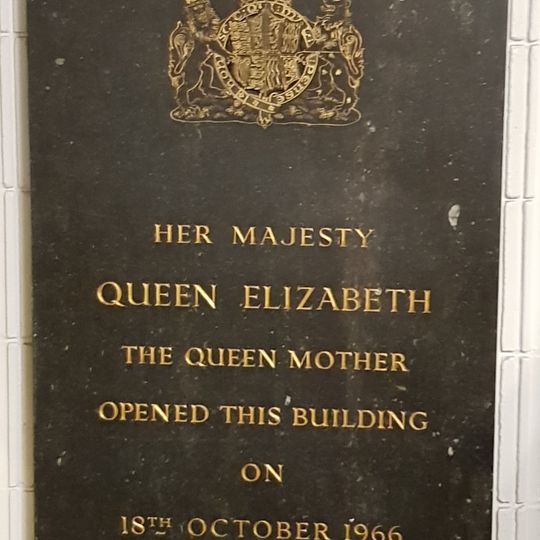 HER MAJESTY
QUEEN ELIZABETH
THE QUEEN MOTHER
OPENED THIS BUILDING
ON
18TH OCTOBER 1966